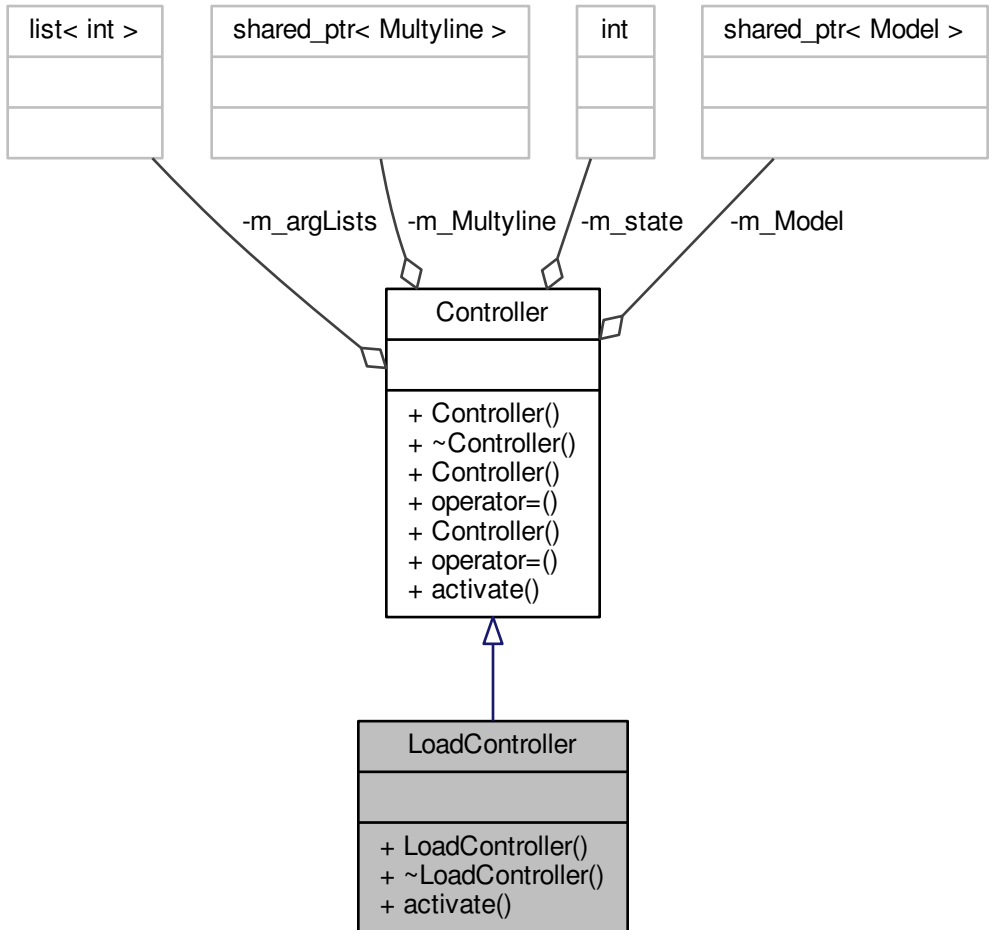 list< int >
shared_ptr< Multyline >
int
shared_ptr< Model >
-m_argLists
-m_Multyline
-m_state
-m_Model
Controller
+ Controller()
+ ~Controller()
+ Controller()
+ operator=()
+ Controller()
+ operator=()
+ activate()
LoadController
+ LoadController()
+ ~LoadController()
+ activate()